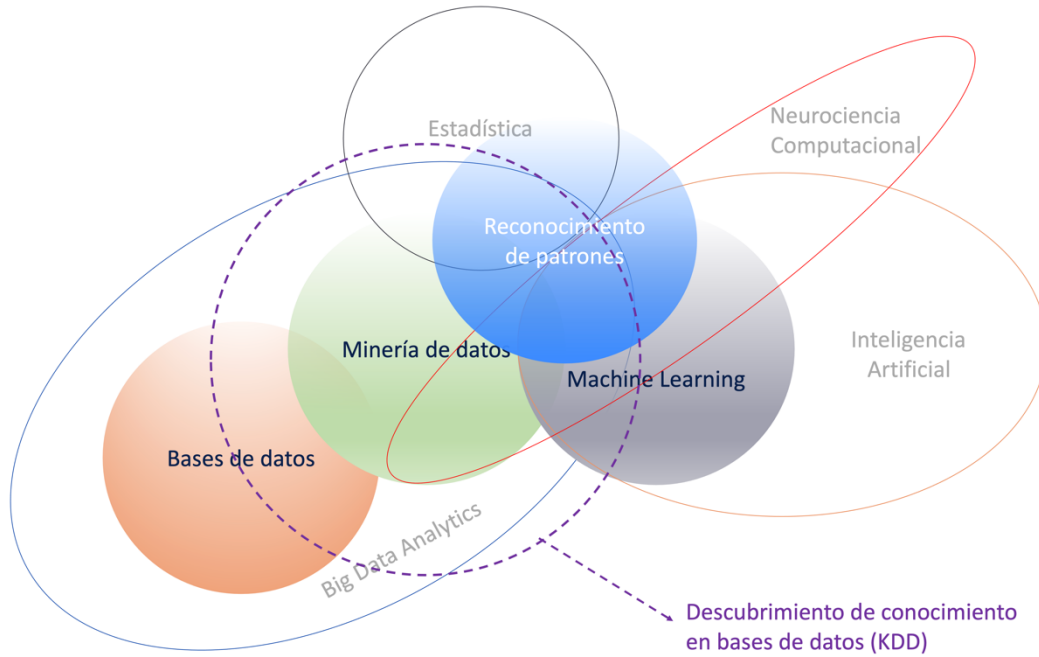 Estadística
Neurociencia
Computacional
Reconocimiento
de patrones
Minería de datos
Machine Learning
Inteligencia
Artificial
Bases de datos
Big Data Analytics
Descubrimiento de conocimiento
en bases de datos (KDD)